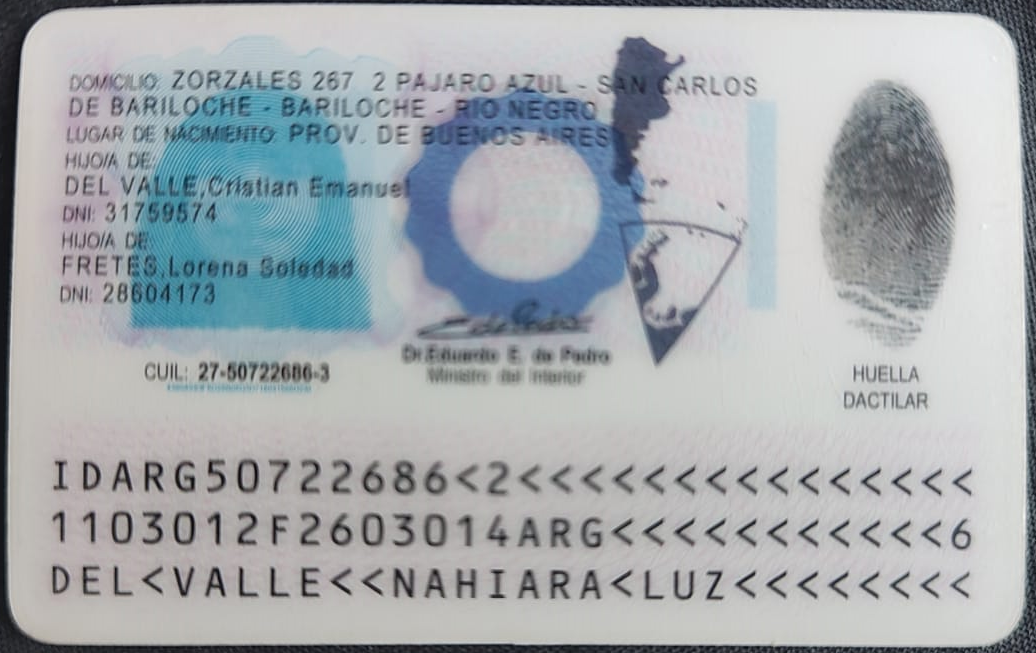 DOMICILIO: ZORZALES 267 2 PAJARO AZUL - SAN CARLOS
DE BARILOCHE - BARILOCHE - RIO NEGRO
LUGAR DE NACIMIENTO: PROV. DE BUENOS AIRES
HIJO/A DE:
DEL VALLE,Cristian Emanuel
DNI: 31759574
HIJO/A DE:
FRETES,Lorena Soledad
DNI: 28604173
CUIL: 27-50722686-3
Dr.Eduardo E. de Pedro
Ministro del Interior
HUELLA
DACTILAR
IDARG50722686<2<<<<<<<<<<<<<<<
1103012F2603014ARG<<<<<<<<<<<6
DEL<VALLE<<NAHIARA<LUZ<<<<<<<<